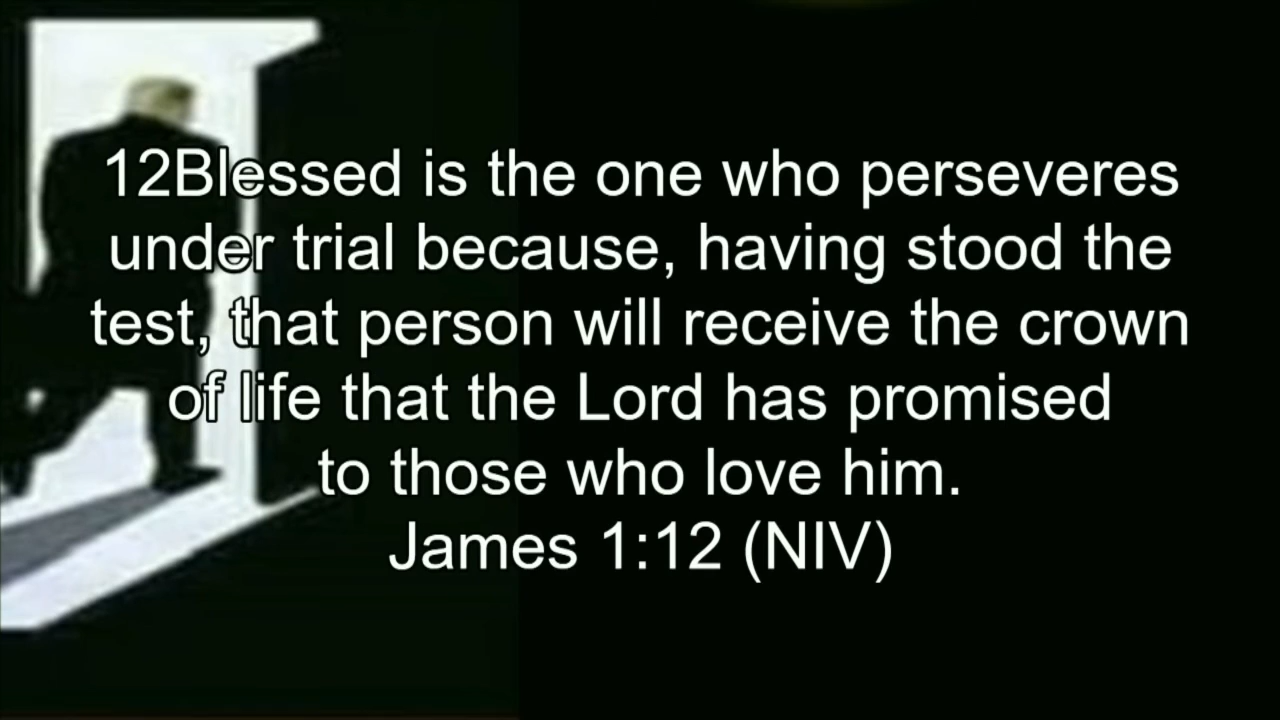 12Blessed is the one who perseveres
under trial because, having stood the
test, that person will receive the crown
of life that the Lord has promised
to those who love him.
James 1:12 (NIV)